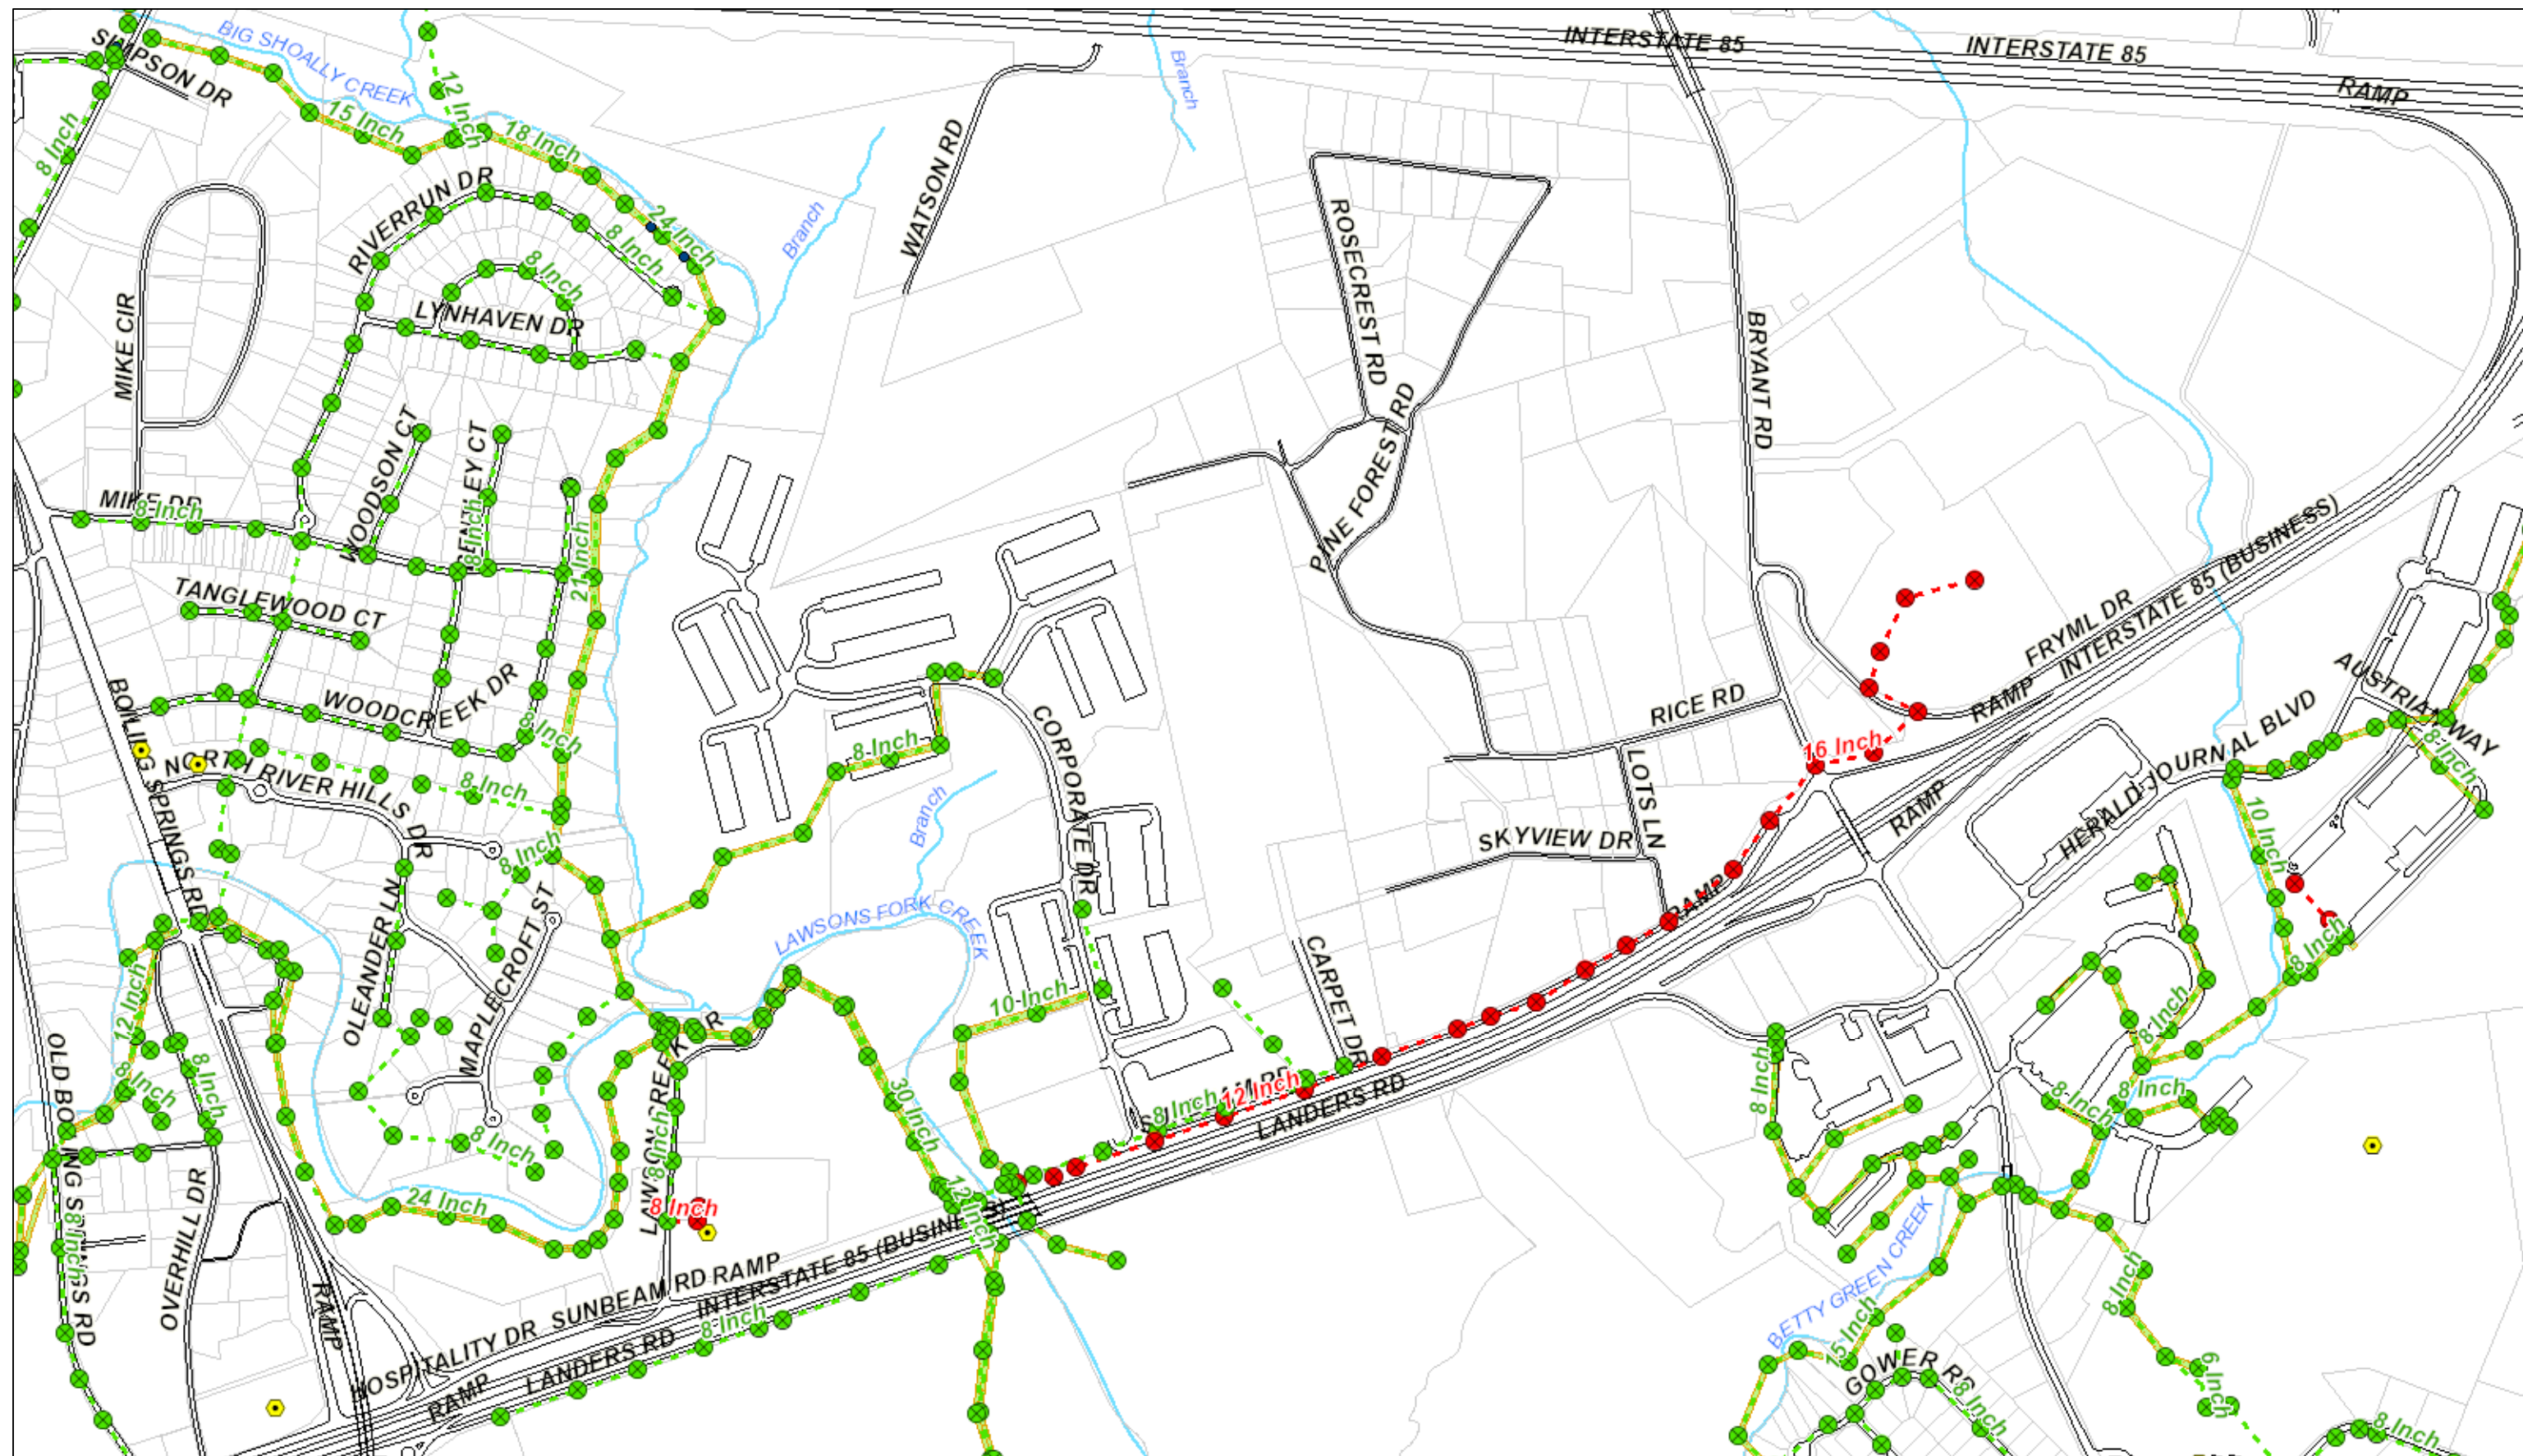 INTERSTATE 85
INTERSTATE 85
RAMP
SIMPSON DR
BIG SHOALLY CREEK
12 Inch
Branch
8 Inch
15 Inch
18 Inch
WATSON RD
RIVERRUN DR
24 Inch
8 Inch
Branch
8 Inch
ROSECREST RD
MIKE CIR
LYNHAVEN DR
BRYANT RD
PINE FOREST RD
WOODSON CT
MIKE DR
8 Inch
8 Inch
21 Inch
INTERSTATE 85 (BUSINESS)
FRYML DR
TANGLEWOOD CT
WOODCREEK DR
8 Inch
CORPORATE DR
RICE RD
RAMP
AUSTRIAN WAY
BOILING SPRINGS RD
NORTH RIVER HILLS DR
8 Inch
8 Inch
16 Inch
HERALD JOURNAL BLVD
8 Inch
Branch
LOTS LN
SKYVIEW DR
RAMP
10 Inch
8 Inch
OLEANDER LN
MAPLECROFT ST
LAWSONS FORK CREEK
RAMP
8 Inch
12 Inch
10 Inch
CARPET DR
8 Inch
OLD BOILING SPRINGS RD
8 Inch
8 Inch
30 Inch
8 Inch
12 Inch
LANDERS RD
8 Inch
8 Inch
8 Inch
8 Inch
8 Inch
24 Inch
8 Inch
12 Inch
8 Inch
OVERHILL DR
BETTY GREEN CREEK
8 Inch
RAMP
HOSPITALITY DR
SUNBEAM RD
RAMP
INTERSTATE 85 (BUSINESS)
8 Inch
LANDERS RD
RAMP
15 Inch
GOWER RD
8 Inch
6 Inch
8 Inch